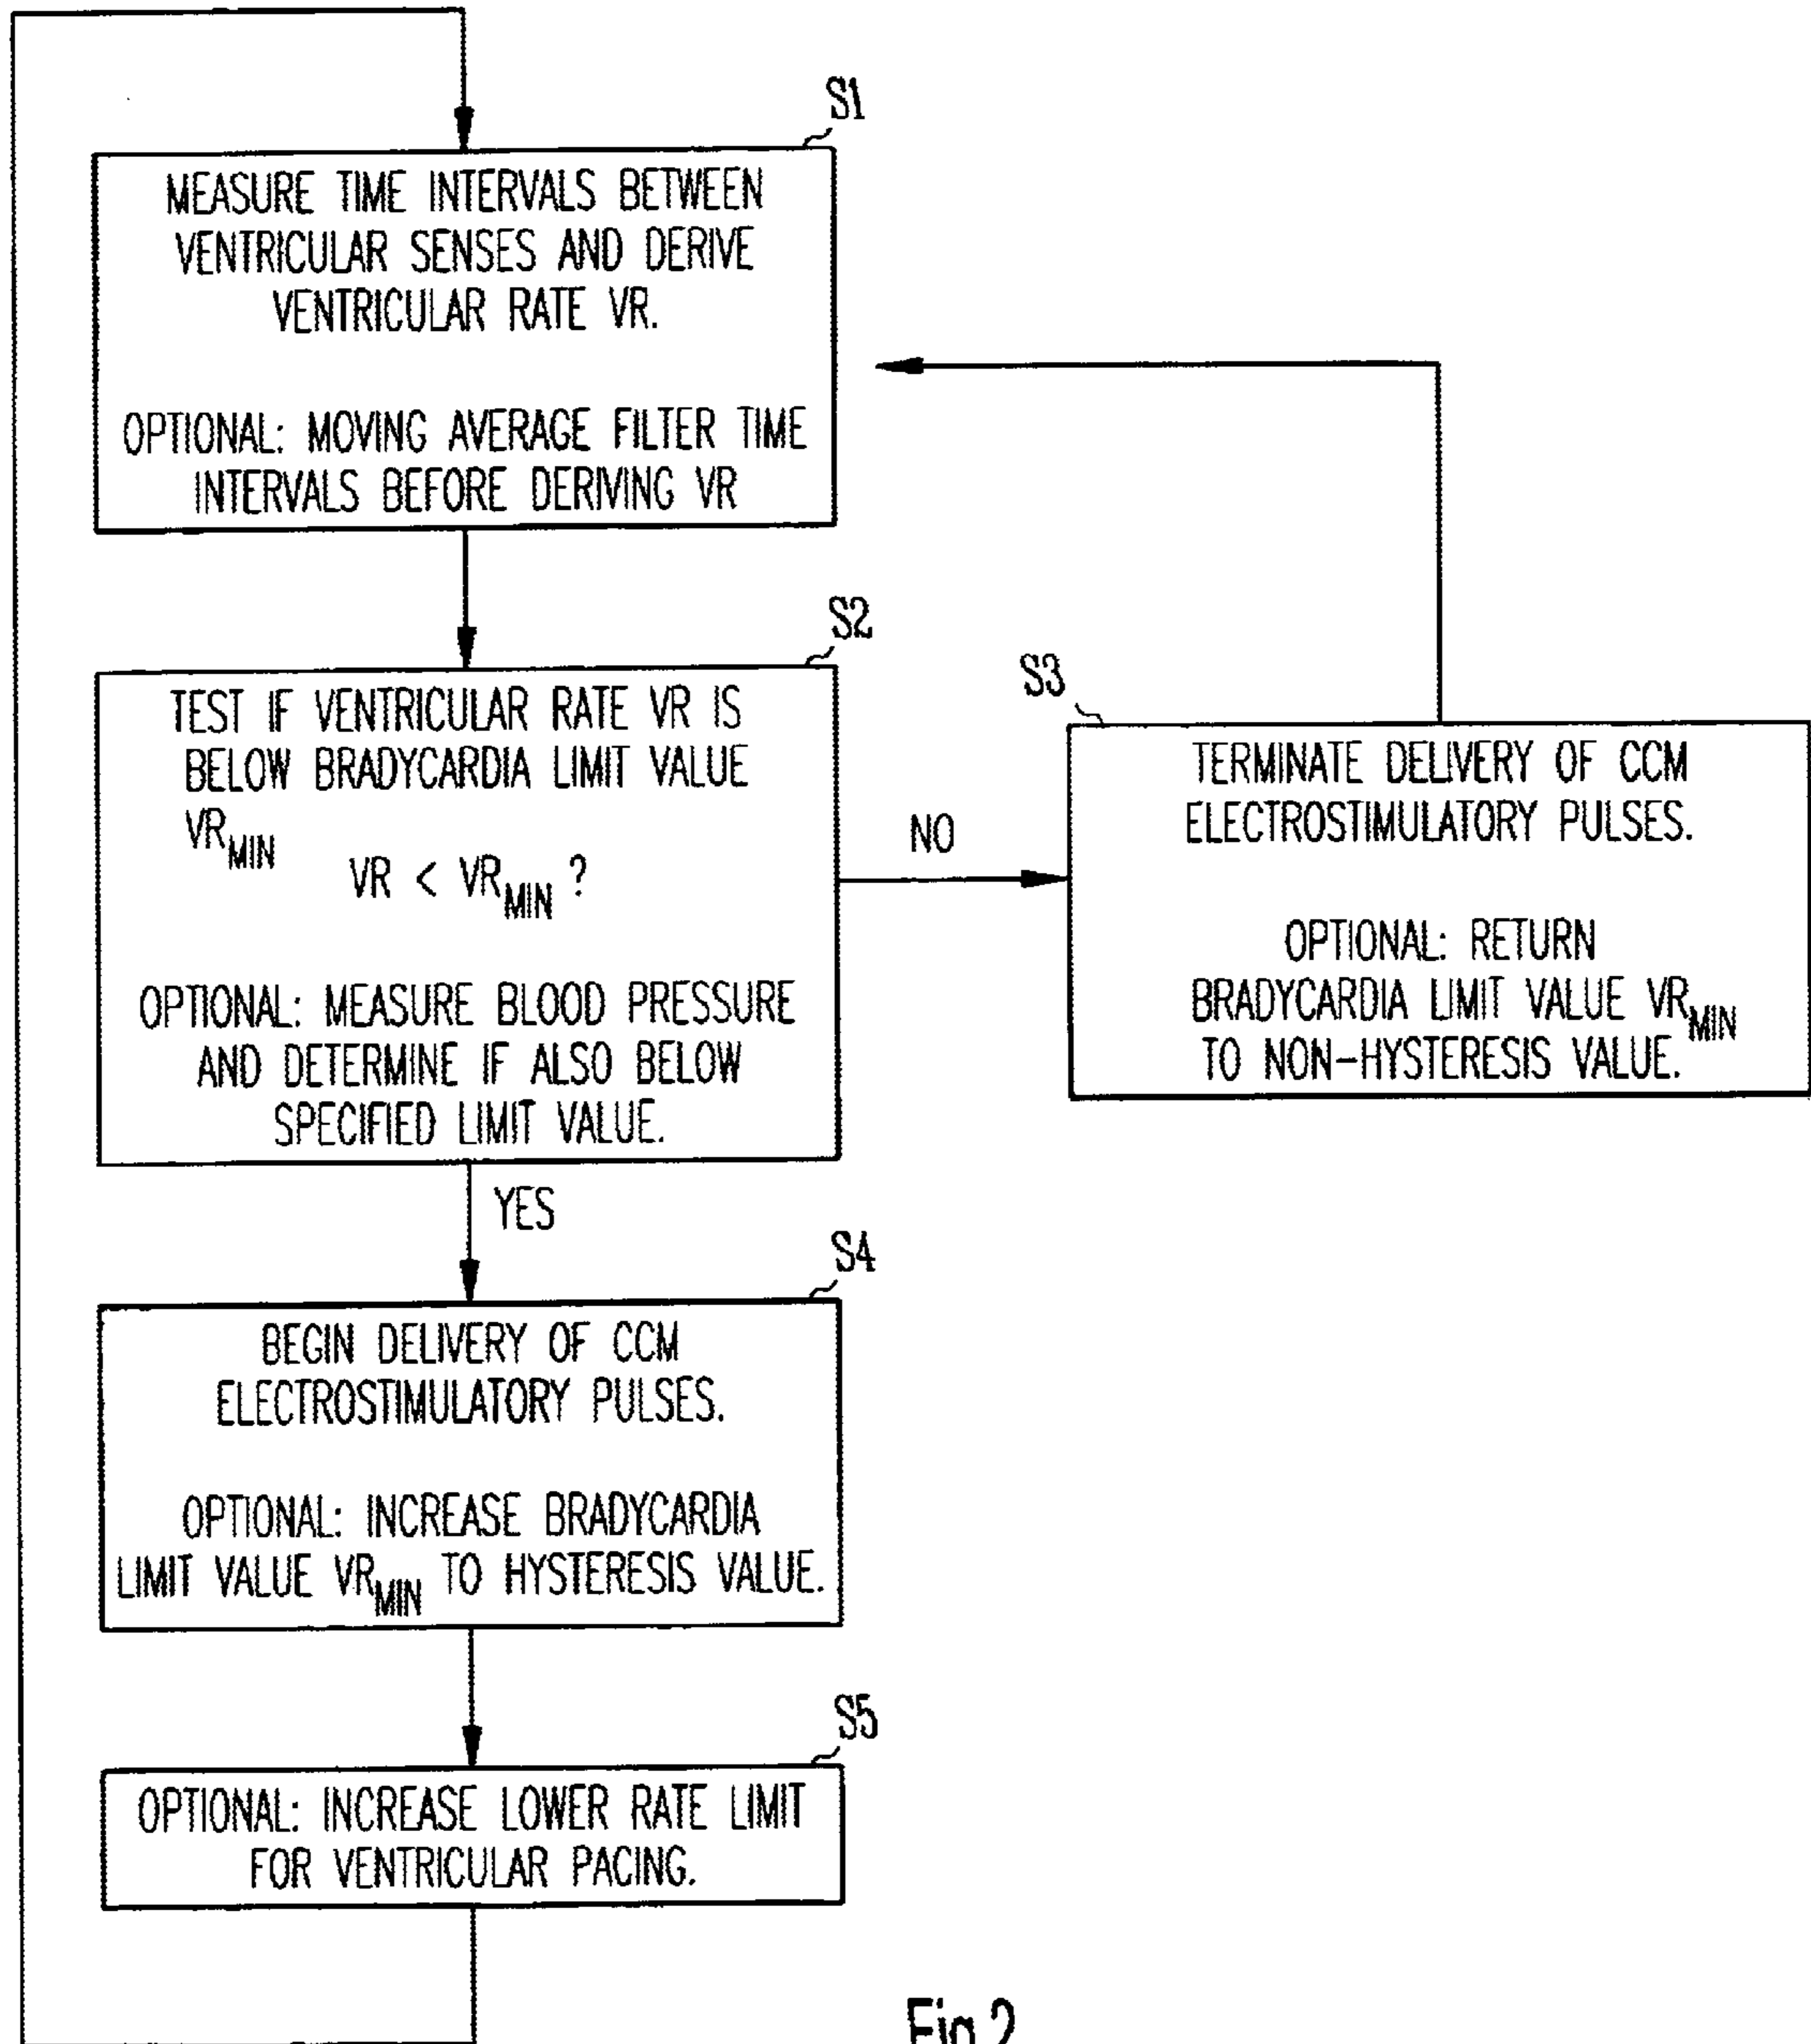 S1
MEASURE TIME INTERVALS BETWEEN
VENTRICULAR SENSES AND DERIVE
VENTRICULAR RATE VR.
OPTIONAL: MOVING AVERAGE FILTER TIME
INTERVALS BEFORE DERIVING VR
S2
TEST IF VENTRICULAR RATE VR IS
BELOW BRADYCARDIA LIMIT VALUE
VR_MIN
VR < VR_MIN ?
OPTIONAL: MEASURE BLOOD PRESSURE
AND DETERMINE IF ALSO BELOW
SPECIFIED LIMIT VALUE.
NO
S3
TERMINATE DELIVERY OF CCM
ELECTROSTIMULATORY PULSES.
OPTIONAL: RETURN
BRADYCARDIA LIMIT VALUE VR_MIN
TO NON-HYSTERESIS VALUE.
YES
S4
BEGIN DELIVERY OF CCM
ELECTROSTIMULATORY PULSES.
OPTIONAL: INCREASE BRADYCARDIA
LIMIT VALUE VR_MIN TO HYSTERESIS VALUE.
S5
OPTIONAL: INCREASE LOWER RATE LIMIT
FOR VENTRICULAR PACING.
Fig.2